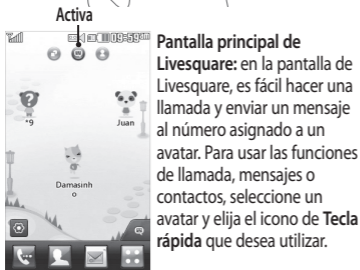 Activa
09:59
*9
Juan
Damasinh
o
Pantalla principal de
Livesquare: en la pantalla de
Livesquare, es fácil hacer una
llamada y enviar un mensaje
al número asignado a un
avatar. Para usar las funciones
de llamada, mensajes o
contactos, seleccione un
avatar y elija el icono de Tecla
rápida que desea utilizar.